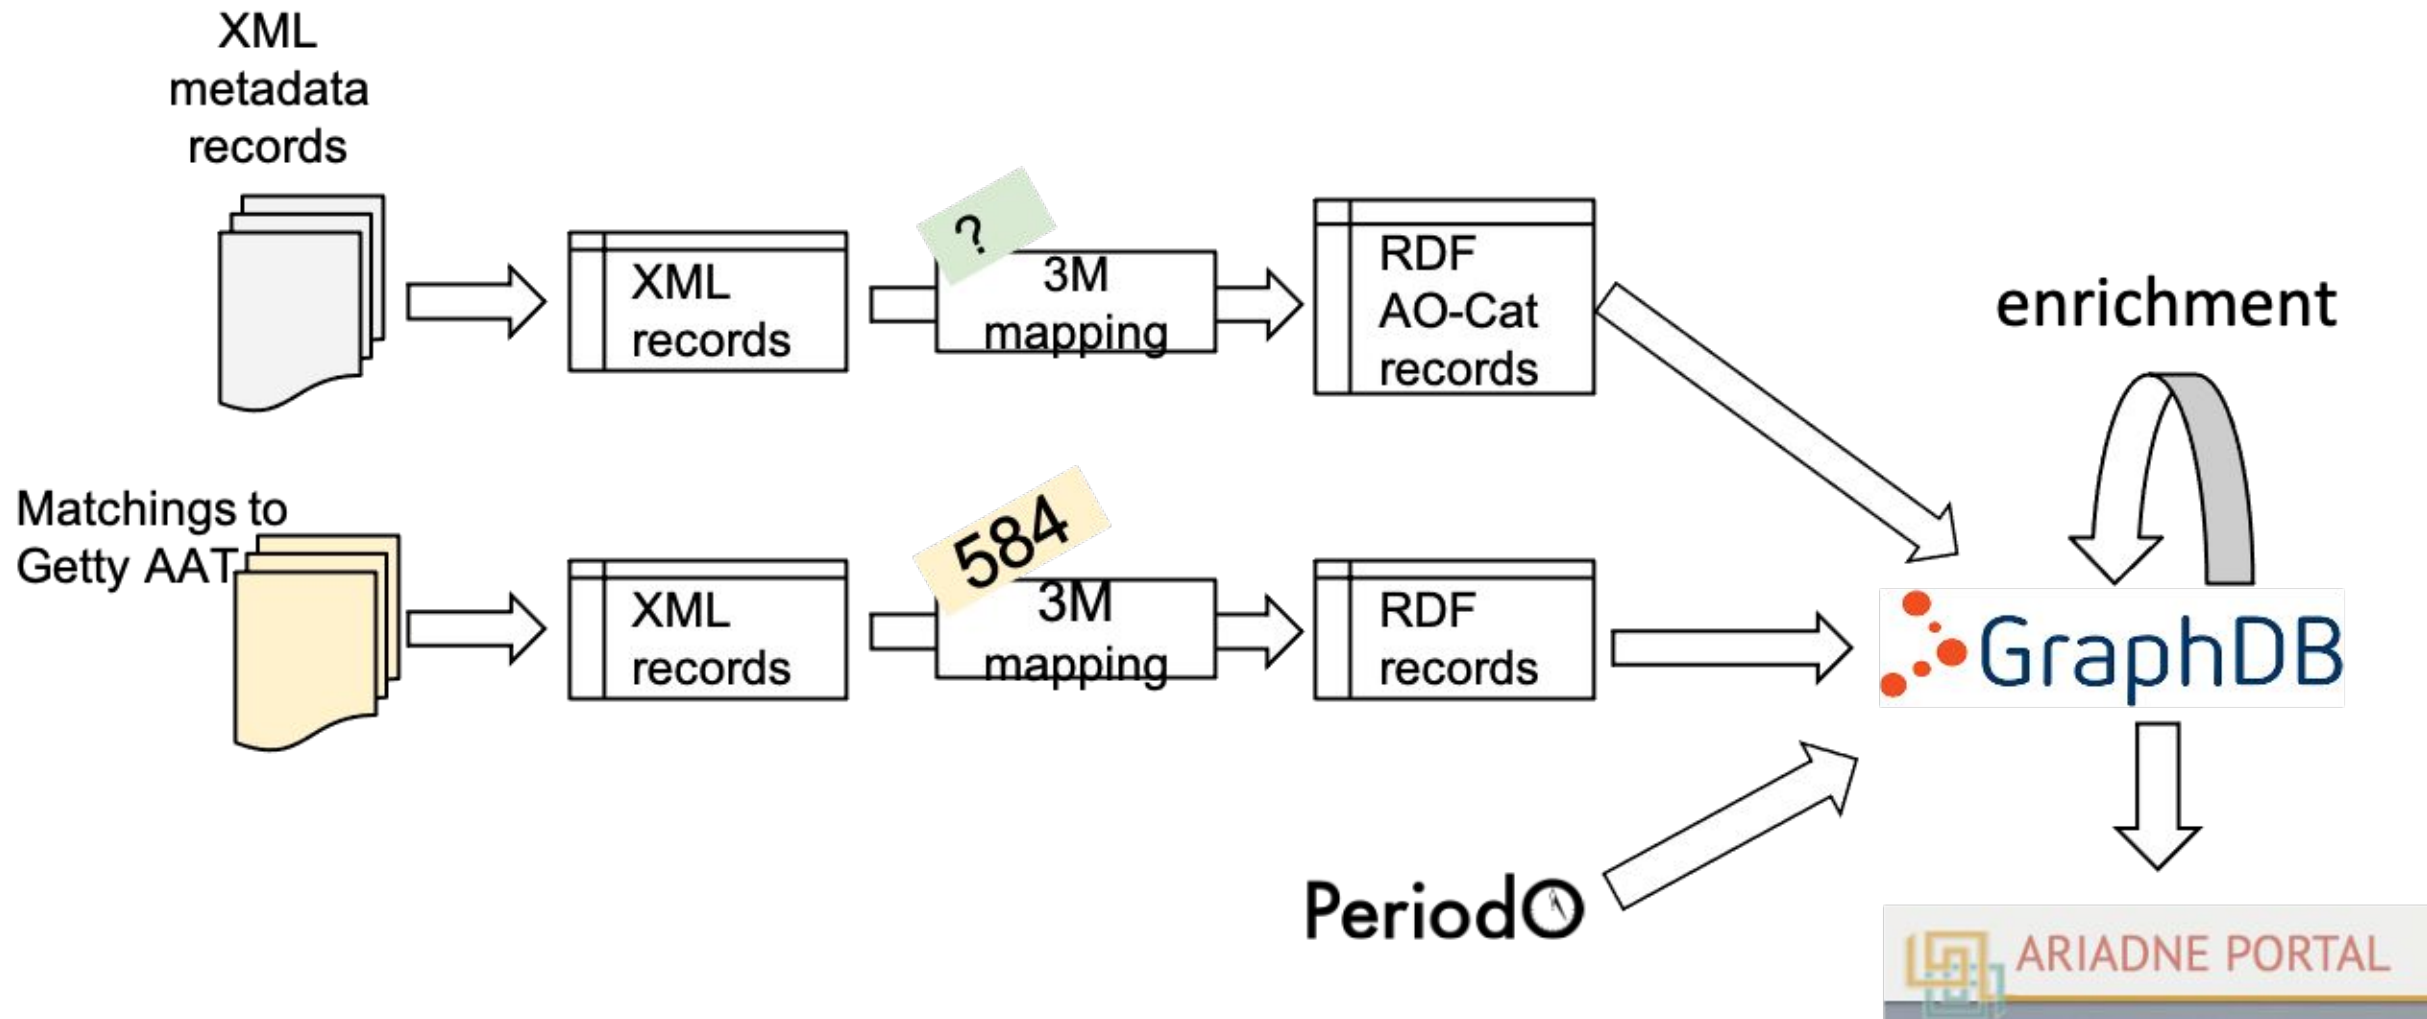 XML
metadata
records
?
XML
records
3M
mapping
RDF
AO-Cat
records
enrichment
Matchings to
Getty AAT
584
XML
records
3M
mapping
RDF
records
GraphDB
PeriodO
ARIADNE PORTAL